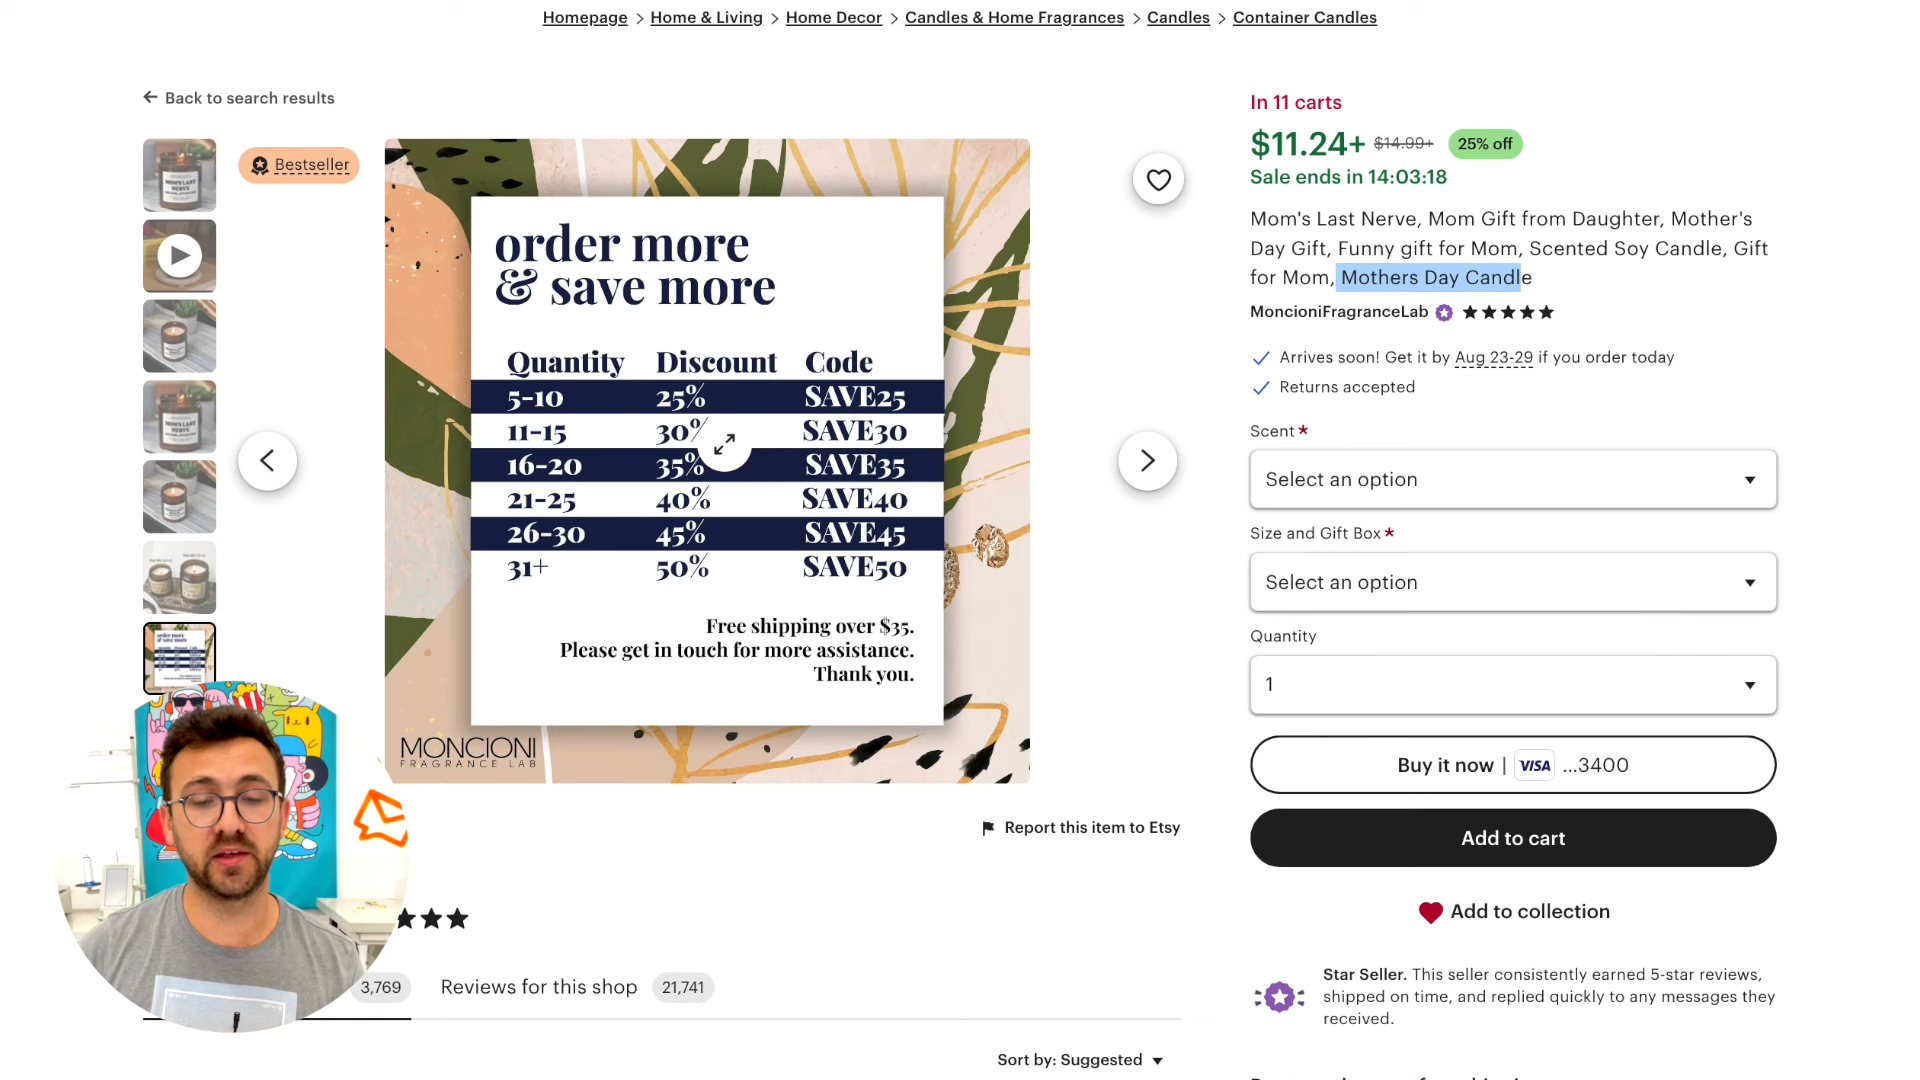 Homepage > Home & Living > Home Decor > Candles & Home Fragrances > Candles > Container Candles
Back to search results
Bestseller
order more
& save more
Quantity Discount Code
5-10 25% SAVE25
11-15 30% SAVE30
16-20 35% SAVE35
21-25 40% SAVE40
26-30 45% SAVE45
31+ 50% SAVE50
Free shipping over $35.
Please get in touch for more assistance.
Thank you.
MONCIONI
FRAGRANCE LAB
Report this item to Etsy
3,769
Reviews for this shop 21,741
Sort by: Suggested
In 11 carts
$11.24+ $14.99+ 25% off
Sale ends in 14:03:18
Mom's Last Nerve, Mom Gift from Daughter, Mother's
Day Gift, Funny gift for Mom, Scented Soy Candle, Gift
for Mom, Mothers Day Candle
MoncioniFragranceLab
Arrives soon! Get it by Aug 23-29 if you order today
Returns accepted
Scent *
Select an option
Size and Gift Box *
Select an option
Quantity
1
Buy it now | VISA ...3400
Add to cart
Add to collection
Star Seller. This seller consistently earned 5-star reviews,
shipped on time, and replied quickly to any messages they
received.